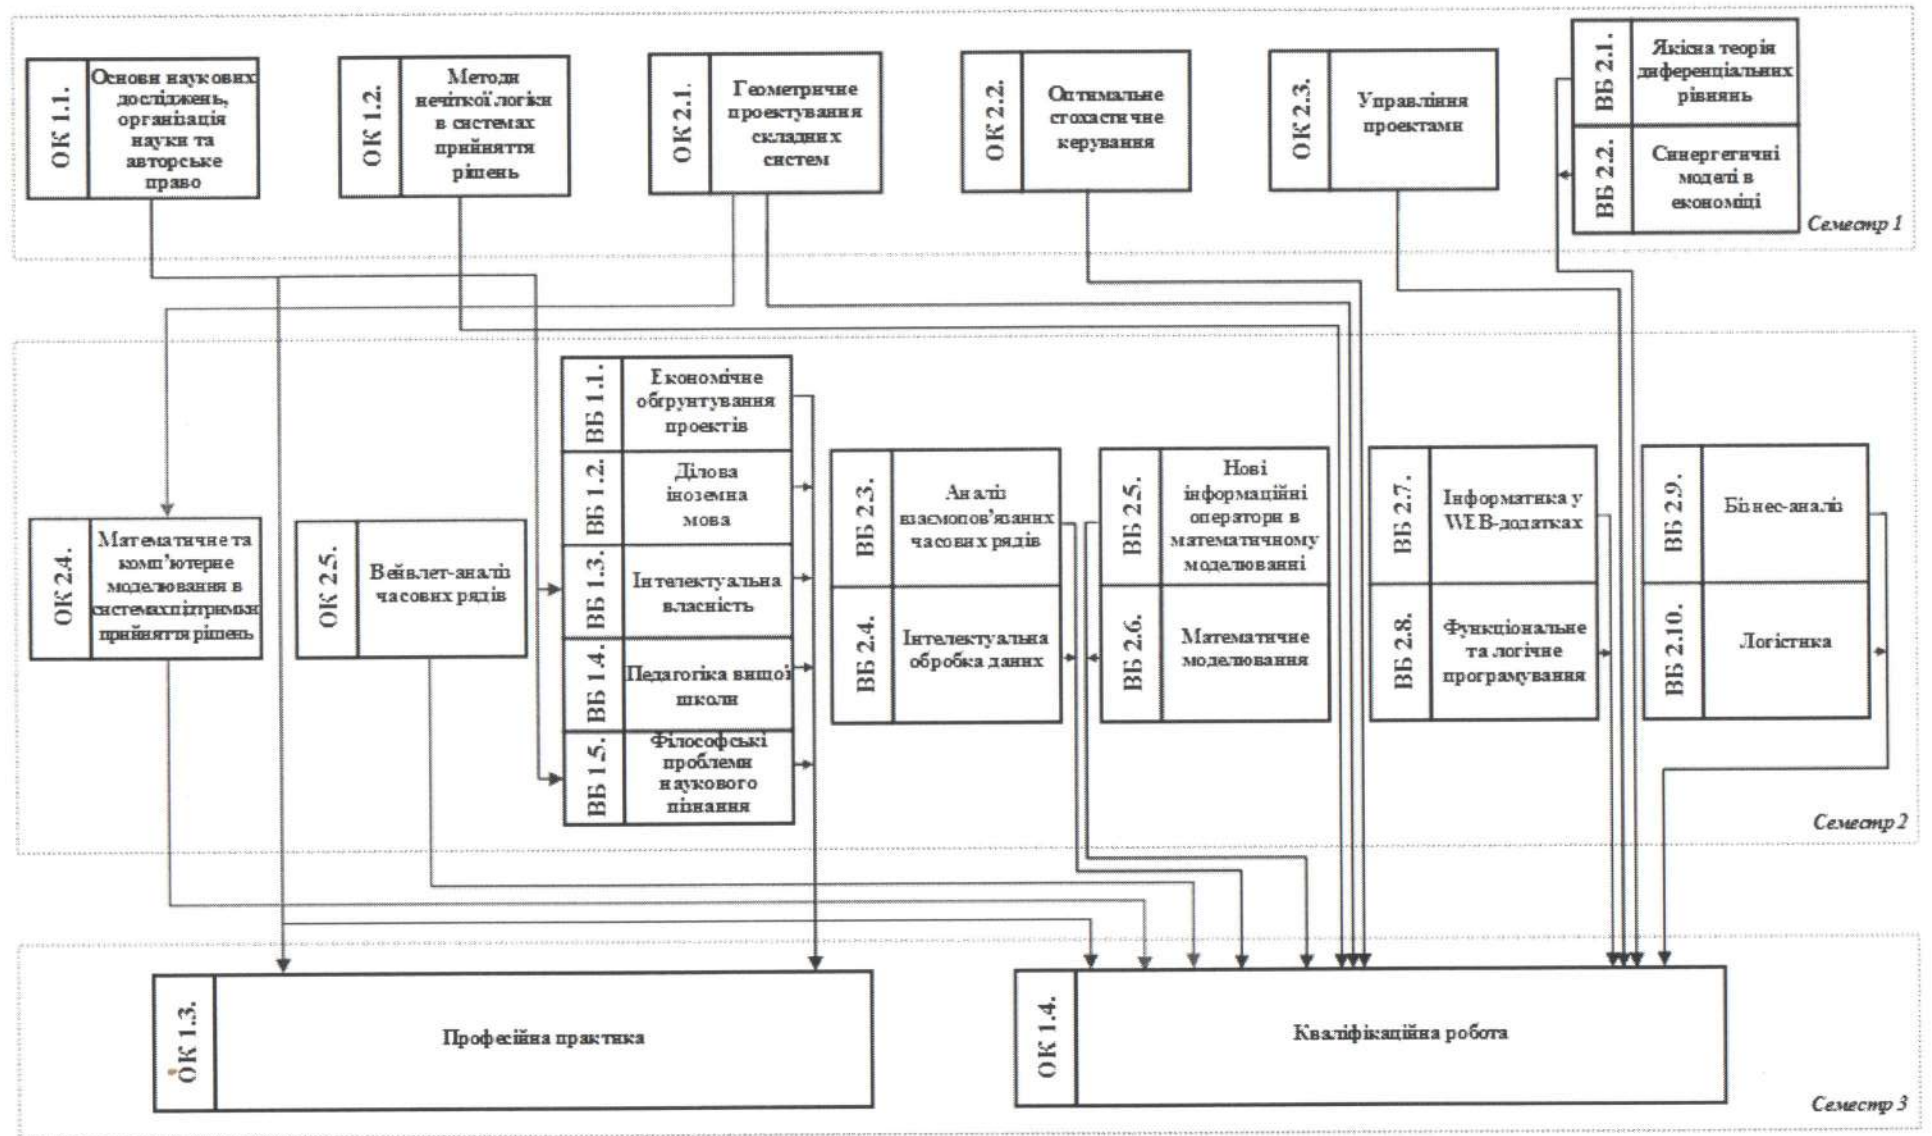 ОК 1.1.
Основи наукових
досліджень,
організація
науки та
авторське
право
ОК 1.2.
Методи
нечіткої логіки
в системах
прийняття
рішень
ОК 2.1.
Геометричне
проектування
складних
систем
ОК 2.2.
Оптимальне
стохастичне
керування
ОК 2.3.
Управління
проектами
ВБ 2.1.
Якісна теорія
диференціальних
рівнянь
ВБ 2.2.
Синергетичні
моделі в
економіці
Семестр 1
ОК 2.4.
Математичне та
комп'ютерне
моделювання в
системах підтримки
прийняття рішень
ОК 2.5.
Вейвлет-аналіз
часових рядів
ВБ 1.1.
Економічне
обґрунтування
проектів
ВБ 1.2.
Ділова
іноземна
мова
ВБ 1.3.
Інтелектуальна
власність
ВБ 1.4.
Педагогіка вищої
школи
ВБ 1.5.
Філософські
проблеми
наукового
пізнання
ВБ 2.3.
Аналіз
взаємопов'язаних
часових рядів
ВБ 2.4.
Інтелектуальна
обробка даних
ВБ 2.5.
Нові
інформаційні
оператори в
математичному
моделюванні
ВБ 2.6.
Математичне
моделювання
ВБ 2.7.
Інформатика у
WEB-додатках
ВБ 2.8.
Функціональне
та логічне
програмування
ВБ 2.9.
Бізнес-аналіз
ВБ 2.10.
Логістика
Семестр 2
ОК 1.3.
Професійна практика
ОК 1.4.
Кваліфікаційна робота
Семестр 3